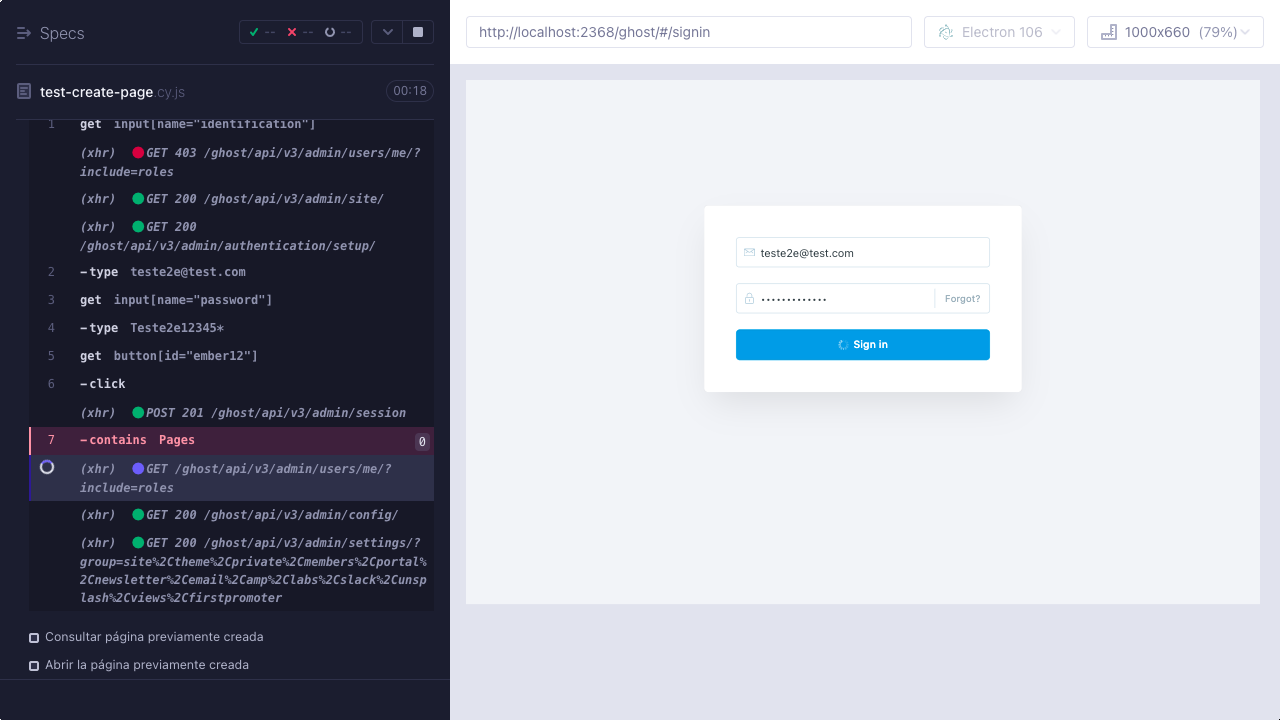 Specs
-- -- --
test-create-page.cy.js 00:18
1 get input[name="identification"]
(xhr) GET 403 /ghost/api/v3/admin/users/me/?
include=roles
(xhr) GET 200 /ghost/api/v3/admin/site/
(xhr) GET 200
/ghost/api/v3/admin/authentication/setup/
2 -type teste2e@test.com
3 get input[name="password"]
4 -type Teste2e12345*
5 get button[id="ember12"]
6 -click
(xhr) POST 201 /ghost/api/v3/admin/session
7 -contains Pages 0
(xhr) GET /ghost/api/v3/admin/users/me/?
include=roles
(xhr) GET 200 /ghost/api/v3/admin/config/
(xhr) GET 200 /ghost/api/v3/admin/settings/?
group=site%2Ctheme%2Cprivate%2Cmembers%2Cportal%
2Cnewsletter%2Cemail%2Camp%2Clabs%2Cslack%2Cunsp
lash%2Cviews%2Cfirstpromoter
Consultar página previamente creada
Abrir la página previamente creada
http://localhost:2368/ghost/#/signin
Electron 106
1000x660 (79%)
teste2e@test.com
•••••••••••••
Forgot?
Sign in